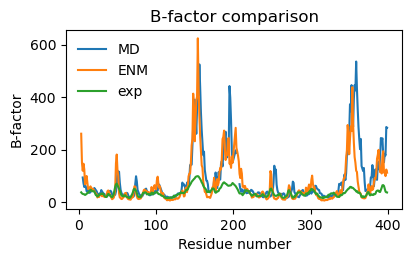 B-factor comparison
B-factor
600
400
200
0
MD
ENM
exp
0 100 200 300 400
Residue number